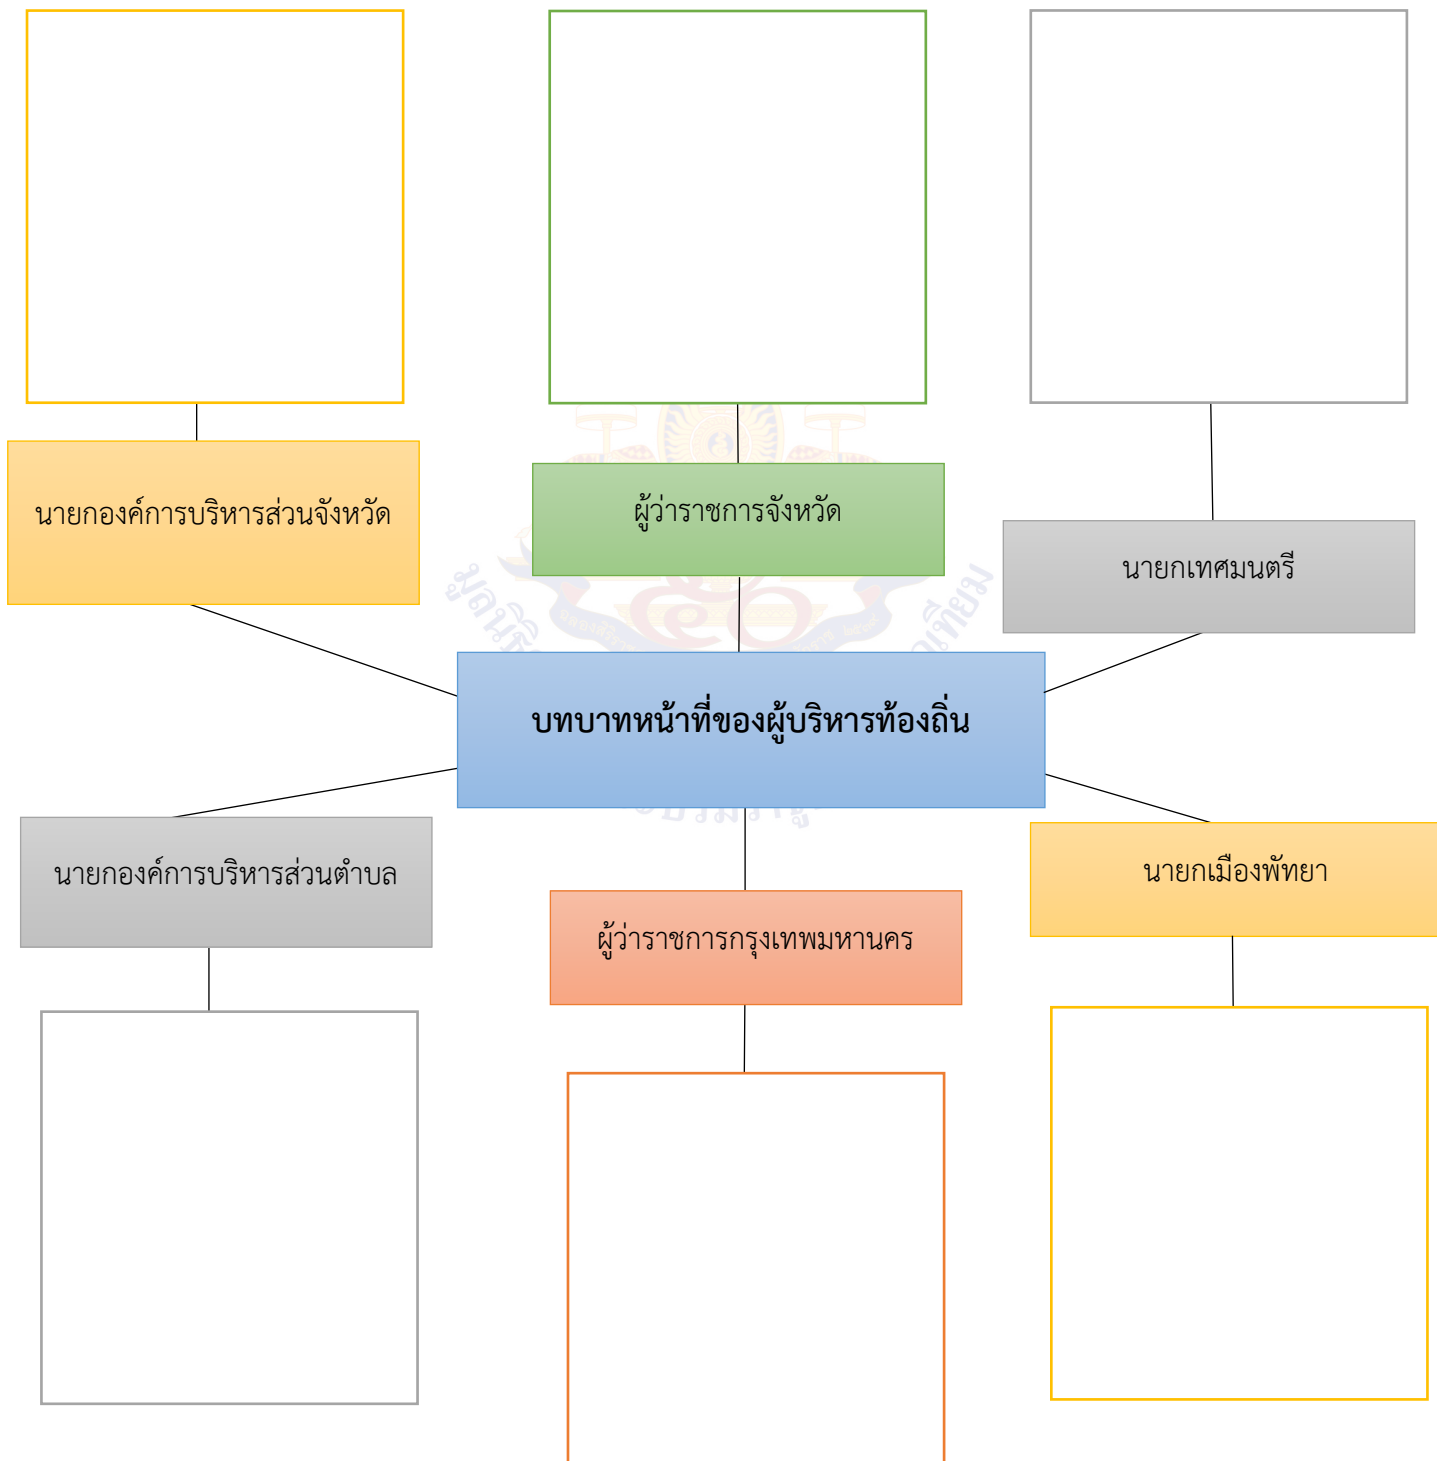 นายกองค์การบริหารส่วนจังหวัด
ผู้ว่าราชการจังหวัด
นายกเทศมนตรี
บทบาทหน้าที่ของผู้บริหารท้องถิ่น
นายกองค์การบริหารส่วนตำบล
ผู้ว่าราชการกรุงเทพมหานคร
นายกเมืองพัทยา